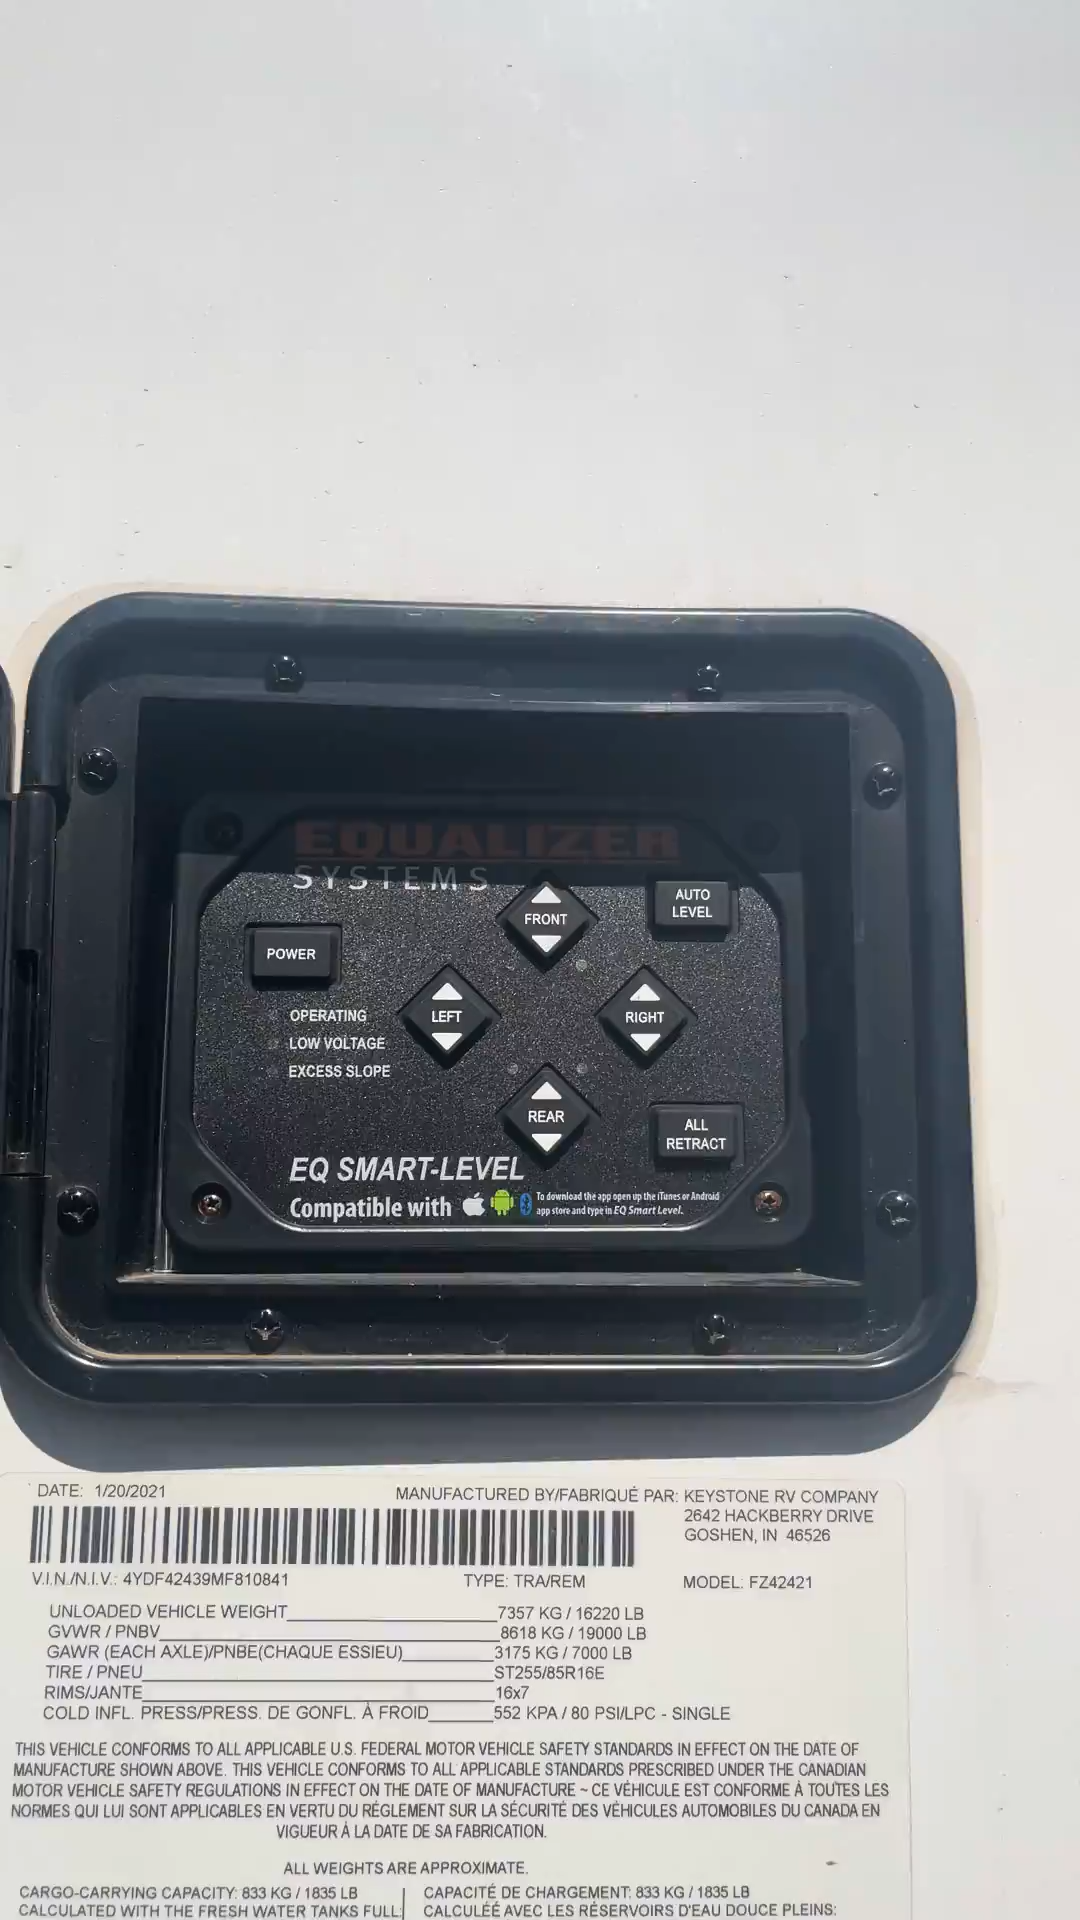 EQUALIZER
SYSTEMS
AUTO
LEVEL
FRONT
POWER
LEFT
RIGHT
OPERATING
LOW VOLTAGE
EXCESS SLOPE
REAR
ALL
RETRACT
EQ SMART-LEVEL
Compatible with
To download the app open up the iTunes or Android
app store and type in EQ Smart Level.
DATE: 1/20/2021
MANUFACTURED BY/FABRIQUÉ PAR: KEYSTONE RV COMPANY
2642 HACKBERRY DRIVE
GOSHEN, IN 46526
V.I.N./N.I.V.: 4YDF42439MF810841 TYPE: TRA/REM MODEL: FZ42421
UNLOADED VEHICLE WEIGHT 7357 KG / 16220 LB
GVWR / PNBV 8618 KG / 19000 LB
GAWR (EACH AXLE)/PNBE(CHAQUE ESSIEU) 3175 KG / 7000 LB
TIRE / PNEU ST255/85R16E
RIMS/JANTE 16x7
COLD INFL. PRESS/PRESS. DE GONFL. À FROID 552 KPA / 80 PSI/LPC - SINGLE
THIS VEHICLE CONFORMS TO ALL APPLICABLE U.S. FEDERAL MOTOR VEHICLE SAFETY STANDARDS IN EFFECT ON THE DATE OF
MANUFACTURE SHOWN ABOVE. THIS VEHICLE CONFORMS TO ALL APPLICABLE STANDARDS PRESCRIBED UNDER THE CANADIAN
MOTOR VEHICLE SAFETY REGULATIONS IN EFFECT ON THE DATE OF MANUFACTURE ~ CE VÉHICULE EST CONFORME À TOUTES LES
NORMES QUI LUI SONT APPLICABLES EN VERTU DU RÉGLEMENT SUR LA SÉCURITÉ DES VÉHICULES AUTOMOBILES DU CANADA EN
VIGUEUR À LA DATE DE SA FABRICATION.
ALL WEIGHTS ARE APPROXIMATE.
CARGO-CARRYING CAPACITY: 833 KG / 1835 LB
CALCULATED WITH THE FRESH WATER TANKS FULL:
CAPACITÉ DE CHARGEMENT: 833 KG / 1835 LB
CALCULÉE AVEC LES RÉSERVOIRS D'EAU DOUCE PLEINS: